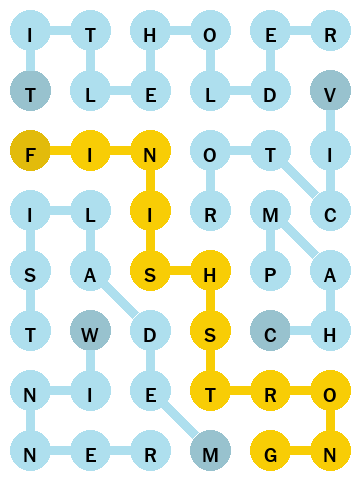 I T H O E R
T L E L D V
F I N O T I
I L I R M C
S A S H P A
T W D S C H
N I E T R O
N E R M G N